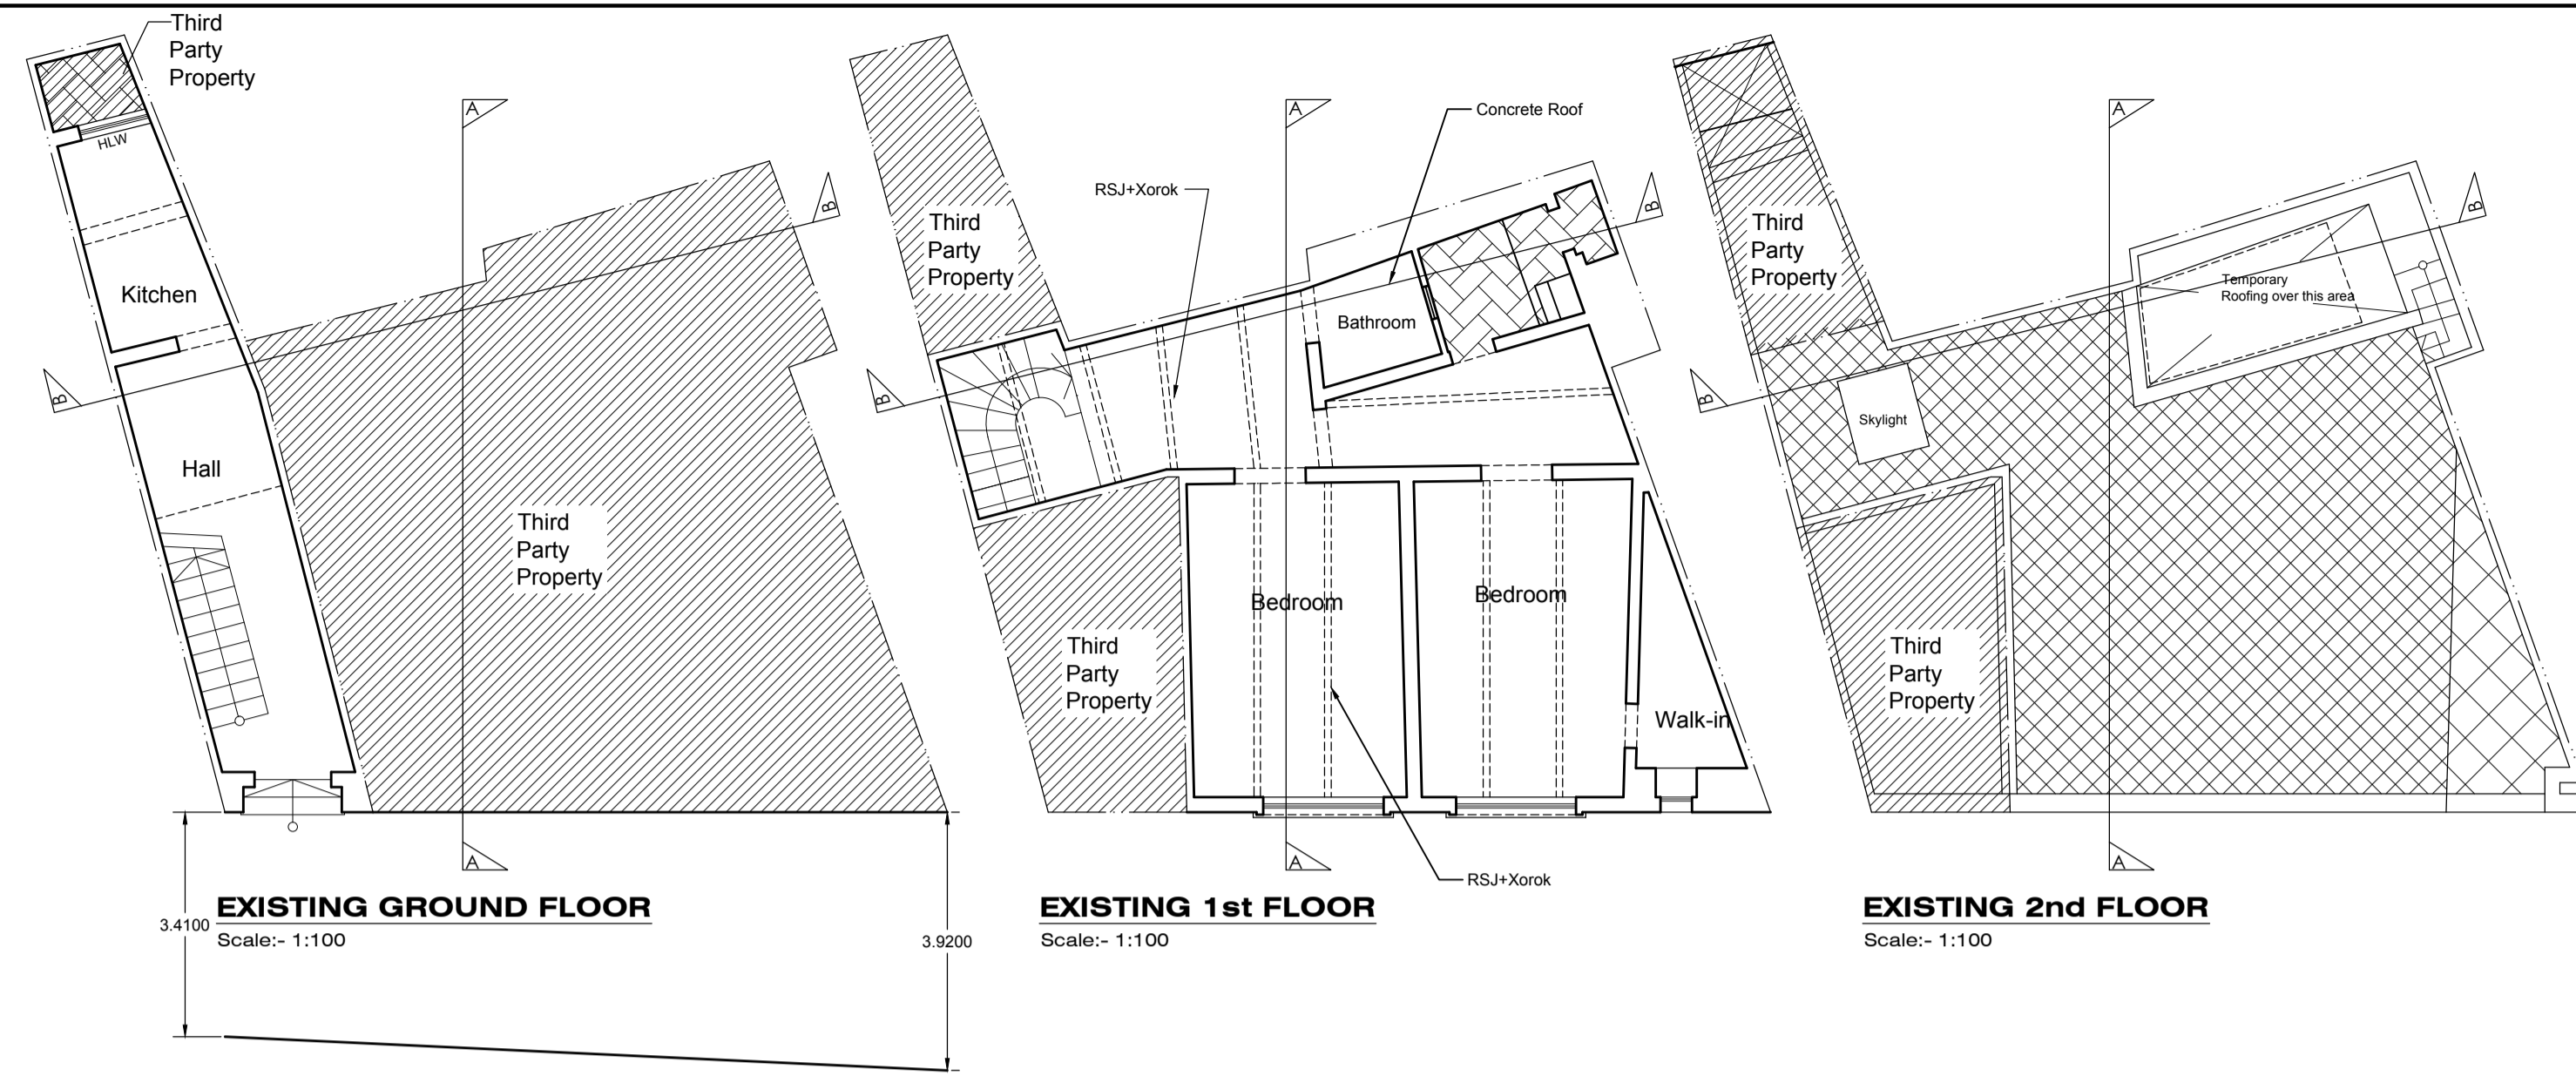 Third
Party
Property
HLW
Kitchen
Hall
Third
Party
Property
A
A
B
B
3.4100
3.9200
EXISTING GROUND FLOOR
Scale:- 1:100
A
Concrete Roof
RSJ+Xorok
Third
Party
Property
B
B
Bathroom
Bedroom
Bedroom
Third
Party
Property
Walk-in
A
RSJ+Xorok
EXISTING 1st FLOOR
Scale:- 1:100
A
Third
Party
Property
B
B
Temporary
Roofing over this area
Skylight
Third
Party
Property
A
EXISTING 2nd FLOOR
Scale:- 1:100